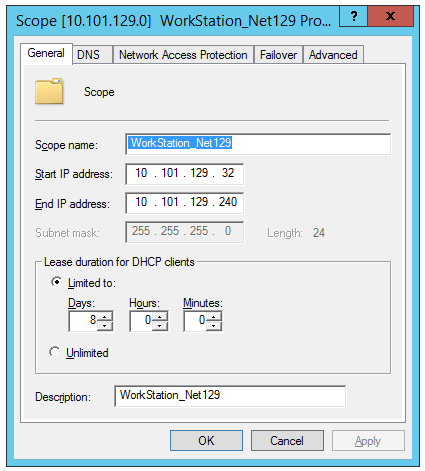 Scope [10.101.129.0] WorkStation_Net129 Pro... ? x
General DNS Network Access Protection Failover Advanced
Scope
Scope name: WorkStation_Net129
Start IP address: 10 . 101 . 129 . 32
End IP address: 10 . 101 . 129 . 240
Subnet mask: 255 . 255 . 255 . 0 Length: 24
Lease duration for DHCP clients
Limited to:
Days: Hours: Minutes:
8 0 0
Unlimited
Description: WorkStation_Net129
OK Cancel Apply